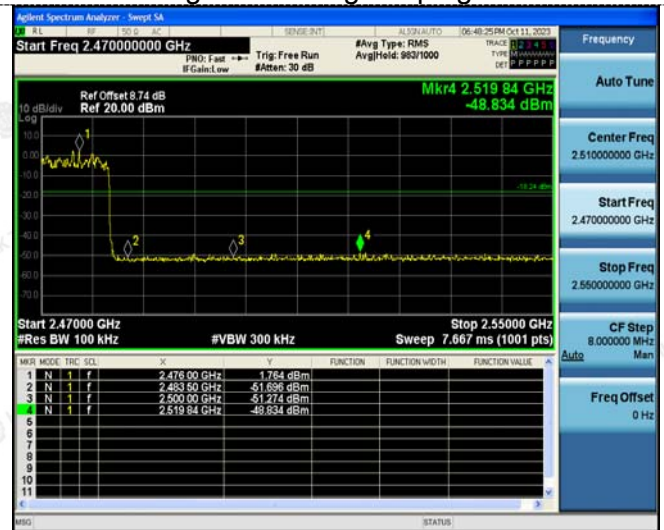 Agilent Spectrum Analyzer - Swept SA
RL RF 50 Ω AC SENSE:INT ALIGNAUTO 06:48:25 PM Oct 11, 2023
Start Freq 2.470000000 GHz
PNO: Fast
IFGain:Low
Trig: Free Run
#Atten: 30 dB
#Avg Type: RMS
Avg|Hold: 983/1000
TRACE 1 2 3 4 5 6
TYPE
DET P P P P P P
Frequency
Mkr4 2.519 84 GHz
-48.834 dBm
Ref Offset 8.74 dB
Ref 20.00 dBm
10 dB/div
Log
10.0
0.00
-10.0
-20.0
-30.0
-40.0
-50.0
-60.0
-70.0
1
2
3
4
-18.24 dBm
Start 2.47000 GHz
#Res BW 100 kHz
#VBW 300 kHz
Stop 2.55000 GHz
Sweep 7.667 ms (1001 pts)
MKR MODE TRC SCL X Y FUNCTION FUNCTION WIDTH FUNCTION VALUE
1 N 1 f 2.476 00 GHz 1.764 dBm
2 N 1 f 2.483 50 GHz -51.696 dBm
3 N 1 f 2.500 00 GHz -51.274 dBm
4 N 1 f 2.519 84 GHz -48.834 dBm
5
6
7
8
9
10
11
MSG STATUS
Auto Tune
Center Freq
2.510000000 GHz
Start Freq
2.470000000 GHz
Stop Freq
2.550000000 GHz
CF Step
8.000000 MHz
Auto Man
Freq Offset
0 Hz